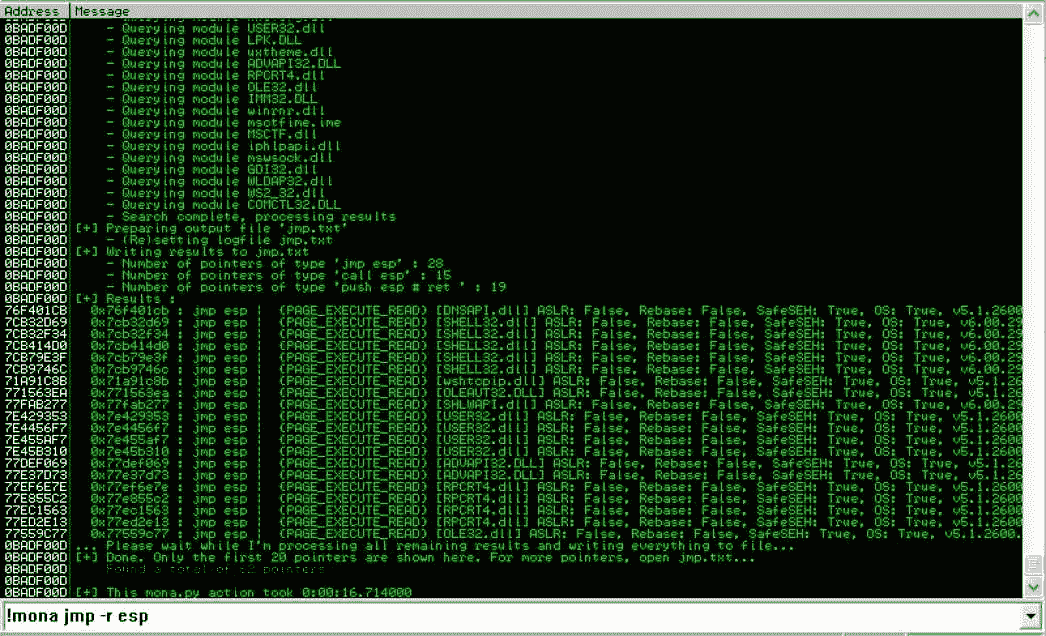 Address Message
0BADF00D - Querying module USER32.dll
0BADF00D - Querying module LPK.DLL
0BADF00D - Querying module uxtheme.dll
0BADF00D - Querying module ADVAPI32.DLL
0BADF00D - Querying module RPCRT4.dll
0BADF00D - Querying module OLE32.dll
0BADF00D - Querying module IMM32.DLL
0BADF00D - Querying module winrnr.dll
0BADF00D - Querying module msctfime.ime
0BADF00D - Querying module MSCTF.dll
0BADF00D - Querying module iphlpapi.dll
0BADF00D - Querying module mswsock.dll
0BADF00D - Querying module GDI32.dll
0BADF00D - Querying module WLDAP32.dll
0BADF00D - Querying module WS2_32.dll
0BADF00D - Querying module COMCTL32.DLL
0BADF00D - Search complete, processing results
0BADF00D [+] Preparing output file 'jmp.txt'
0BADF00D - (Re)setting logfile jmp.txt
0BADF00D [+] Writing results to jmp.txt
0BADF00D - Number of pointers of type 'jmp esp' : 28
0BADF00D - Number of pointers of type 'call esp' : 15
0BADF00D - Number of pointers of type 'push esp # ret ' : 19
0BADF00D [+] Results :
76F401CB 0x76f401cb : jmp esp | {PAGE_EXECUTE_READ} [DNSAPI.dll] ASLR: False, Rebase: False, SafeSEH: True, OS: True, v5.1.2600
7CB32D69 0x7cb32d69 : jmp esp | {PAGE_EXECUTE_READ} [SHELL32.dll] ASLR: False, Rebase: False, SafeSEH: True, OS: True, v6.00.29
7CB32F34 0x7cb32f34 : jmp esp | {PAGE_EXECUTE_READ} [SHELL32.dll] ASLR: False, Rebase: False, SafeSEH: True, OS: True, v6.00.29
7CB414D0 0x7cb414d0 : jmp esp | {PAGE_EXECUTE_READ} [SHELL32.dll] ASLR: False, Rebase: False, SafeSEH: True, OS: True, v6.00.29
7CB79E3F 0x7cb79e3f : jmp esp | {PAGE_EXECUTE_READ} [SHELL32.dll] ASLR: False, Rebase: False, SafeSEH: True, OS: True, v6.00.29
7CB9746C 0x7cb9746c : jmp esp | {PAGE_EXECUTE_READ} [SHELL32.dll] ASLR: False, Rebase: False, SafeSEH: True, OS: True, v6.00.29
71A91C8B 0x71a91c8b : jmp esp | {PAGE_EXECUTE_READ} [wshtcpip.dll] ASLR: False, Rebase: False, SafeSEH: True, OS: True, v5.1.26
771563EA 0x771563ea : jmp esp | {PAGE_EXECUTE_READ} [OLEAUT32.DLL] ASLR: False, Rebase: False, SafeSEH: True, OS: True, v5.1.26
77FAB277 0x77fab277 : jmp esp | {PAGE_EXECUTE_READ} [SHLWAPI.dll] ASLR: False, Rebase: False, SafeSEH: True, OS: True, v6.00.29
7E429353 0x7e429353 : jmp esp | {PAGE_EXECUTE_READ} [USER32.dll] ASLR: False, Rebase: False, SafeSEH: True, OS: True, v5.1.2600
7E4456F7 0x7e4456f7 : jmp esp | {PAGE_EXECUTE_READ} [USER32.dll] ASLR: False, Rebase: False, SafeSEH: True, OS: True, v5.1.2600
7E455AF7 0x7e455af7 : jmp esp | {PAGE_EXECUTE_READ} [USER32.dll] ASLR: False, Rebase: False, SafeSEH: True, OS: True, v5.1.2600
7E45B310 0x7e45b310 : jmp esp | {PAGE_EXECUTE_READ} [USER32.dll] ASLR: False, Rebase: False, SafeSEH: True, OS: True, v5.1.2600
77DEF069 0x77def069 : jmp esp | {PAGE_EXECUTE_READ} [ADVAPI32.DLL] ASLR: False, Rebase: False, SafeSEH: True, OS: True, v5.1.26
77E37D73 0x77e37d73 : jmp esp | {PAGE_EXECUTE_READ} [ADVAPI32.DLL] ASLR: False, Rebase: False, SafeSEH: True, OS: True, v5.1.26
77EF6E7E 0x77ef6e7e : jmp esp | {PAGE_EXECUTE_READ} [RPCRT4.dll] ASLR: False, Rebase: False, SafeSEH: True, OS: True, v5.1.2600
77E855C2 0x77e855c2 : jmp esp | {PAGE_EXECUTE_READ} [RPCRT4.dll] ASLR: False, Rebase: False, SafeSEH: True, OS: True, v5.1.2600
77EC1563 0x77ec1563 : jmp esp | {PAGE_EXECUTE_READ} [RPCRT4.dll] ASLR: False, Rebase: False, SafeSEH: True, OS: True, v5.1.2600
77ED2E13 0x77ed2e13 : jmp esp | {PAGE_EXECUTE_READ} [RPCRT4.dll] ASLR: False, Rebase: False, SafeSEH: True, OS: True, v5.1.2600
77559C77 0x77559c77 : jmp esp | {PAGE_EXECUTE_READ} [OLE32.dll] ASLR: False, Rebase: False, SafeSEH: True, OS: True, v5.1.2600.
0BADF00D ... Please wait while I'm processing all remaining results and writing everything to file...
0BADF00D [+] Done. Only the first 20 pointers are shown here. For more pointers, open jmp.txt...
0BADF00D Found a total of 62 pointers
0BADF00D
0BADF00D [+] This mona.py action took 0:00:16.714000
!mona jmp -r esp